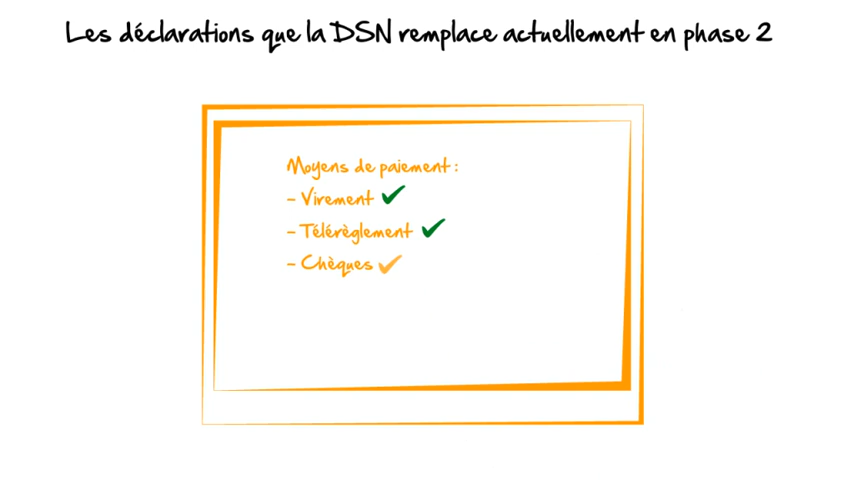 Les déclarations que la DSN remplace actuellement en phase 2
Moyens de paiement :
- Virement ✔
- Télérèglement ✔
- Chèques ✔